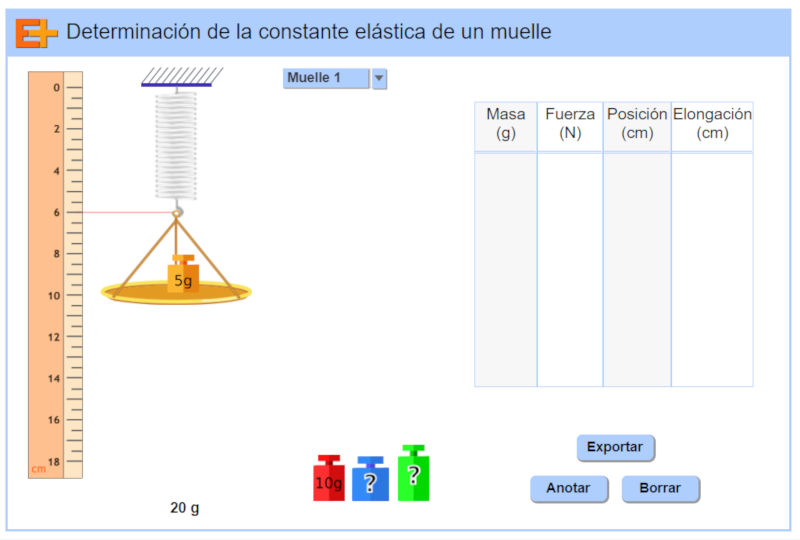 E+ Determinación de la constante elástica de un muelle
Muelle 1
0
2
4
6
8
10
12
14
16
18
cm
5g
10g
?
?
20 g
Masa Fuerza Posición Elongación
(g) (N) (cm) (cm)
Exportar
Anotar Borrar